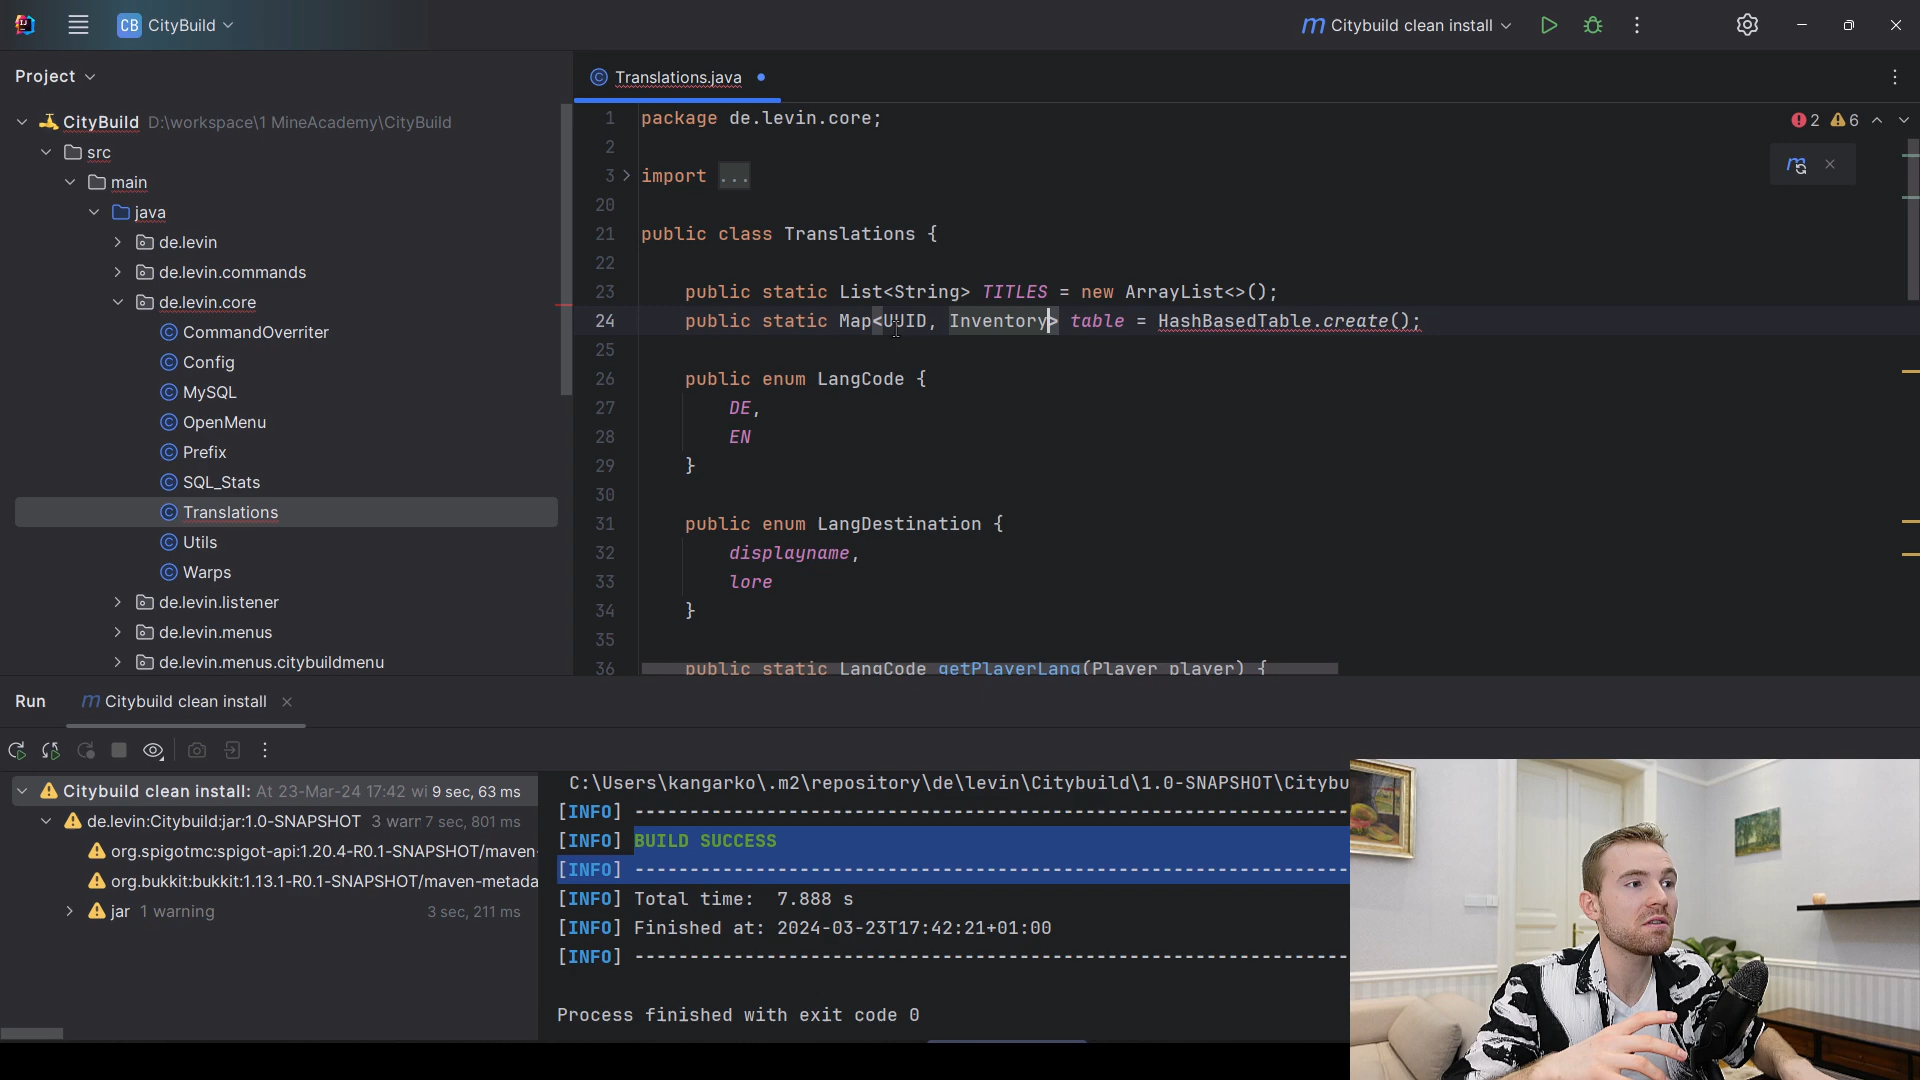 CB CityBuild
Citybuild clean install
Project
CityBuild D:\workspace\1 MineAcademy\CityBuild
src
main
java
de.levin
de.levin.commands
de.levin.core
CommandOverriter
Config
MySQL
OpenMenu
Prefix
SQL_Stats
Translations
Utils
Warps
de.levin.listener
de.levin.menus
de.levin.menus.citybuildmenu
Translations.java
2 6
1 package de.levin.core;
2
3 import ...
20
21 public class Translations {
22
23 public static List<String> TITLES = new ArrayList<>();
24 public static Map<UUID, Inventory> table = HashBasedTable.create();
25
26 public enum LangCode {
27 DE,
28 EN
29 }
30
31 public enum LangDestination {
32 displayname,
33 lore
34 }
35
36 public static LangCode getPlayerLang(Player player) {
Run Citybuild clean install
Citybuild clean install: At 23-Mar-24 17:42 wi 9 sec, 63 ms
de.levin:Citybuild:jar:1.0-SNAPSHOT 3 warr 7 sec, 801 ms
org.spigotmc:spigot-api:1.20.4-R0.1-SNAPSHOT/maven-
org.bukkit:bukkit:1.13.1-R0.1-SNAPSHOT/maven-metada
jar 1 warning 3 sec, 211 ms
C:\Users\kangarko\.m2\repository\de\levin\Citybuild\1.0-SNAPSHOT\Citybu
[INFO] -----------------------------------------------------------------
[INFO] BUILD SUCCESS
[INFO] -----------------------------------------------------------------
[INFO] Total time:  7.888 s
[INFO] Finished at: 2024-03-23T17:42:21+01:00
[INFO] -----------------------------------------------------------------
Process finished with exit code 0